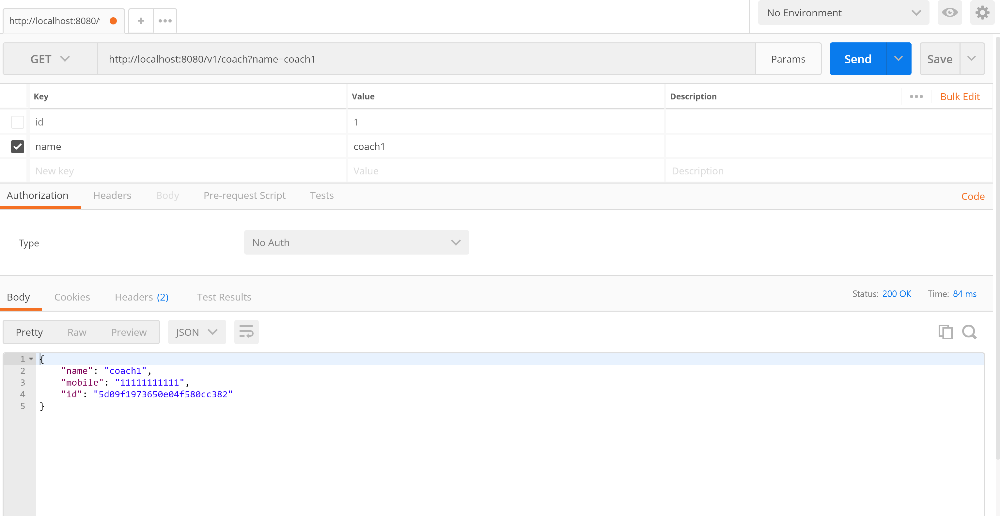 http://localhost:8080/
No Environment
GET http://localhost:8080/v1/coach?name=coach1 Params Send Save
Key Value Description Bulk Edit
id 1
name coach1
New key Value Description
Authorization Headers Body Pre-request Script Tests Code
Type No Auth
Body Cookies Headers (2) Test Results Status: 200 OK Time: 84 ms
Pretty Raw Preview JSON
1 {
2 "name": "coach1",
3 "mobile": "11111111111",
4 "id": "5d09f1973650e04f580cc382"
5 }